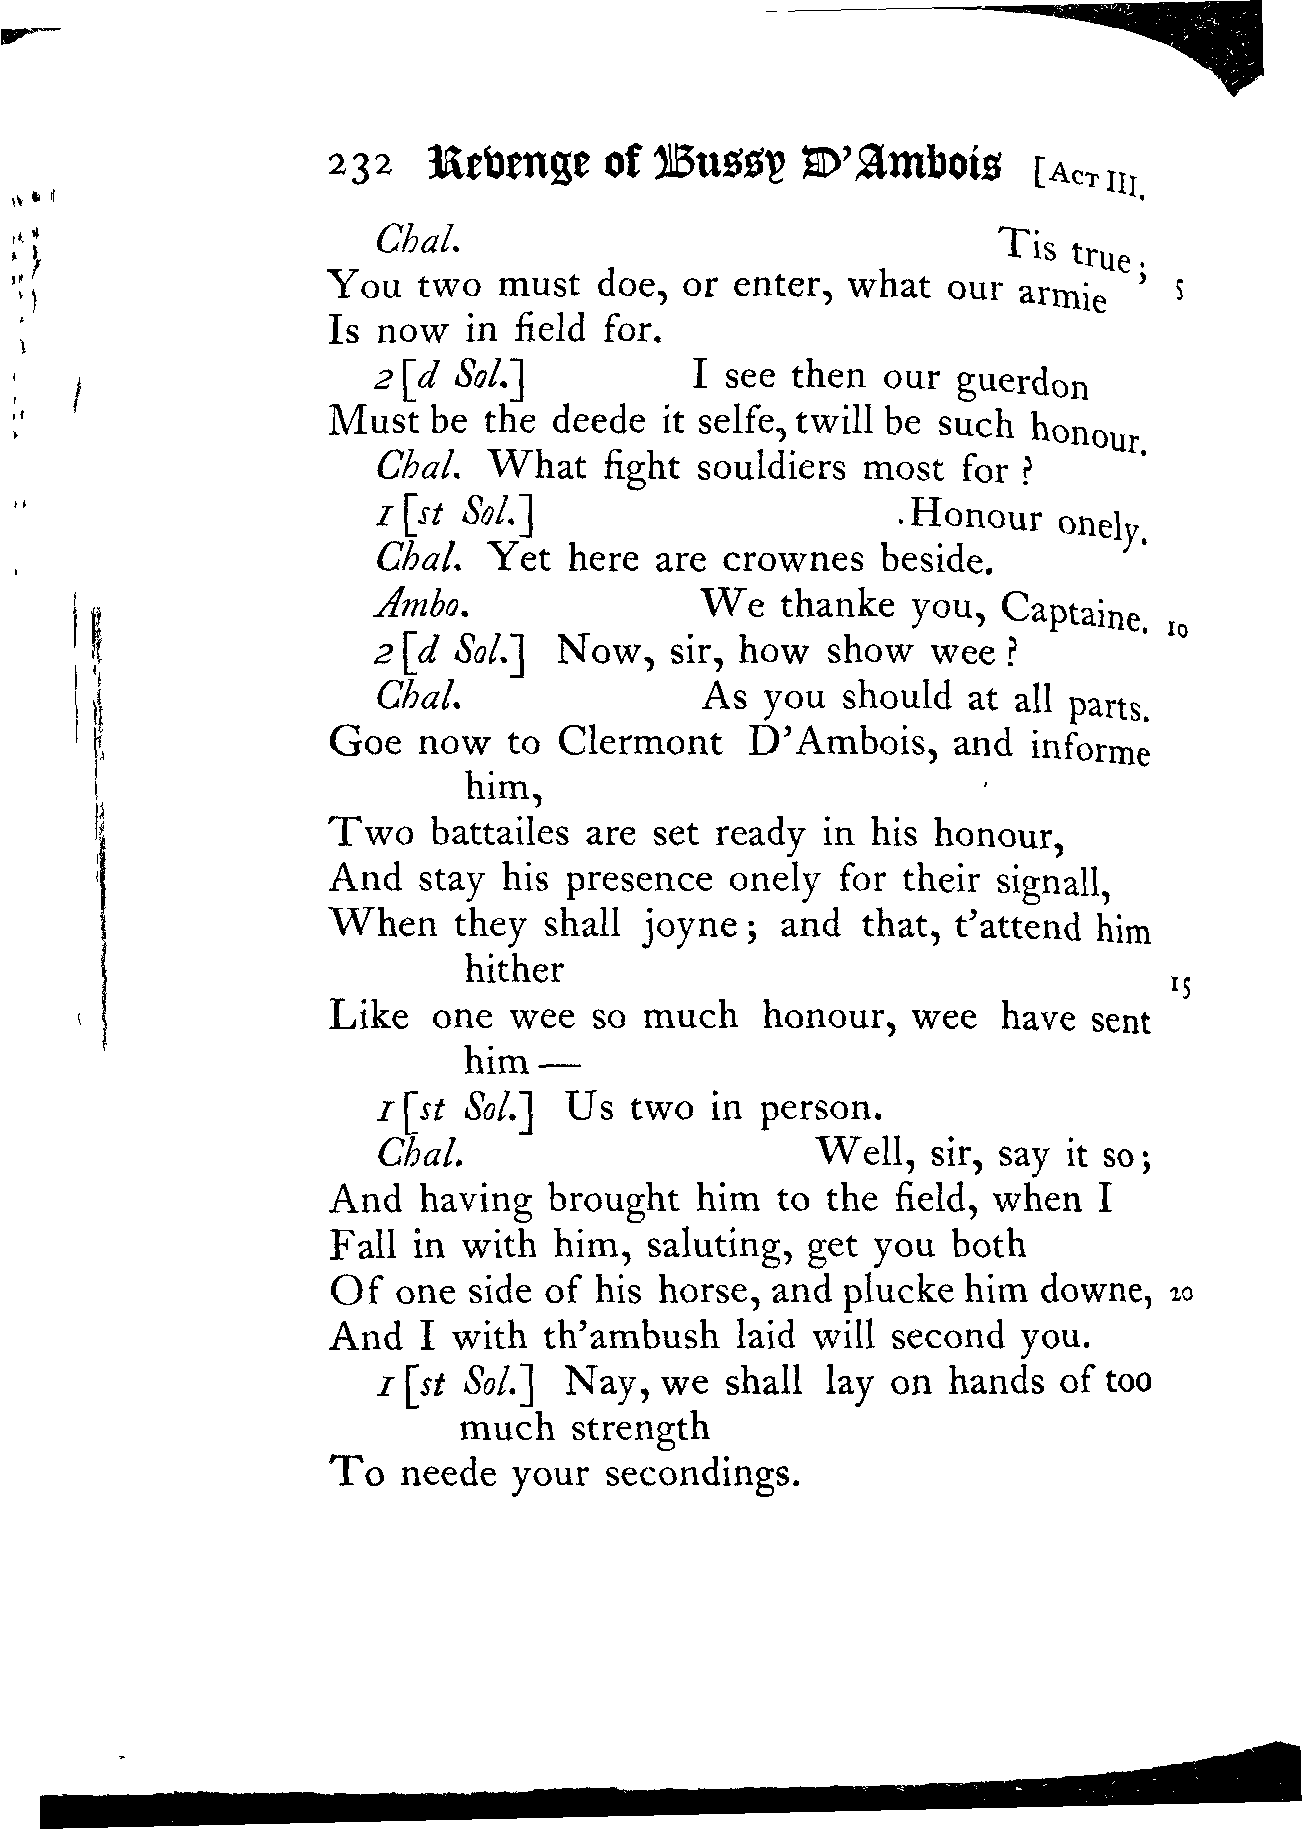 232 Revenge of Bussy D'Ambois [ACT III.
Chal. Tis true;
You two must doe, or enter, what our armie 5
Is now in field for.
2[d Sol.] I see then our guerdon
Must be the deede it selfe, twill be such honour.
Chal. What fight souldiers most for?
1[st Sol.] .Honour onely.
Chal. Yet here are crownes beside.
Ambo. We thanke you, Captaine. 10
2[d Sol.] Now, sir, how show wee?
Chal. As you should at all parts.
Goe now to Clermont D'Ambois, and informe
him,
Two battailes are set ready in his honour,
And stay his presence onely for their signall,
When they shall joyne; and that, t'attend him
hither 15
Like one wee so much honour, wee have sent
him —
1[st Sol.] Us two in person.
Chal. Well, sir, say it so;
And having brought him to the field, when I
Fall in with him, saluting, get you both
Of one side of his horse, and plucke him downe, 20
And I with th'ambush laid will second you.
1[st Sol.] Nay, we shall lay on hands of too
much strength
To neede your secondings.